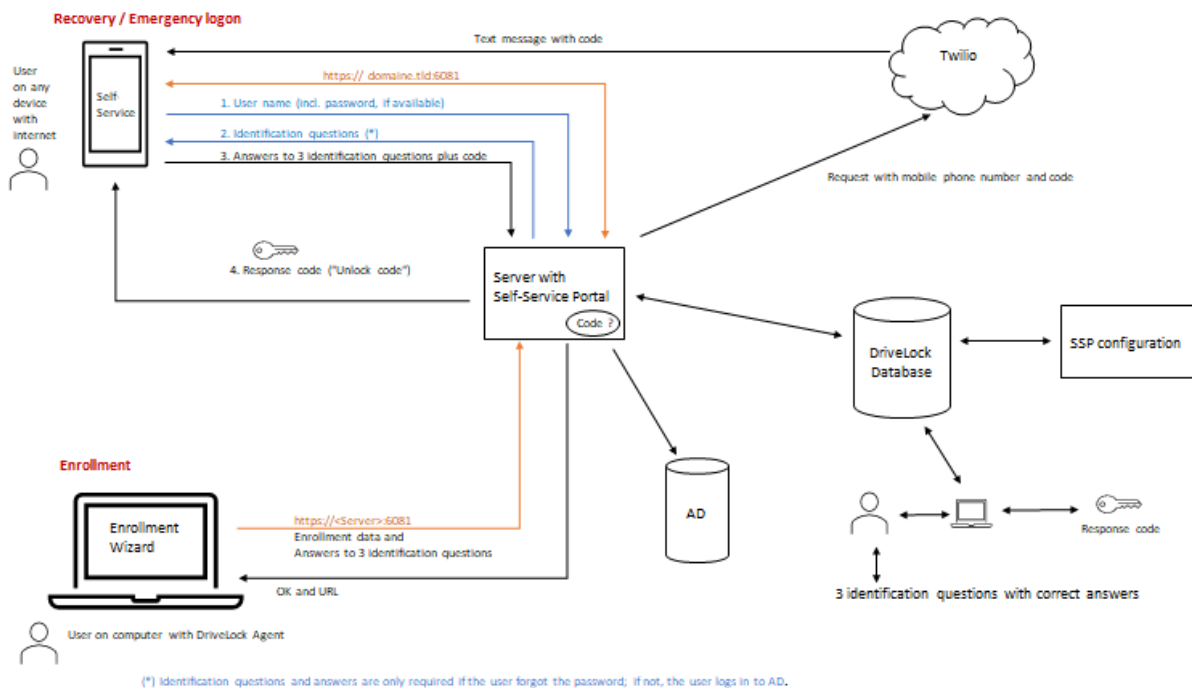 Recovery / Emergency logon
Text message with code
Twilio
User
on any
device
with
internet
Self-
Service
https:// domaine.tld:6081
1. User name (incl. password, if available)
2. Identification questions (*)
3. Answers to 3 identification questions plus code
Request with mobile phone number and code
4. Response code ("Unlock code")
Server with
Self-Service Portal
Code ?
DriveLock
Database
SSP configuration
Enrollment
Enrollment
Wizard
https://<Server>:6081
Enrollment data and
Answers to 3 identification questions
OK and URL
AD
Response code
3 identification questions with correct answers
User on computer with DriveLock Agent
(*) Identification questions and answers are only required if the user forgot the password; if not, the user logs in to AD.